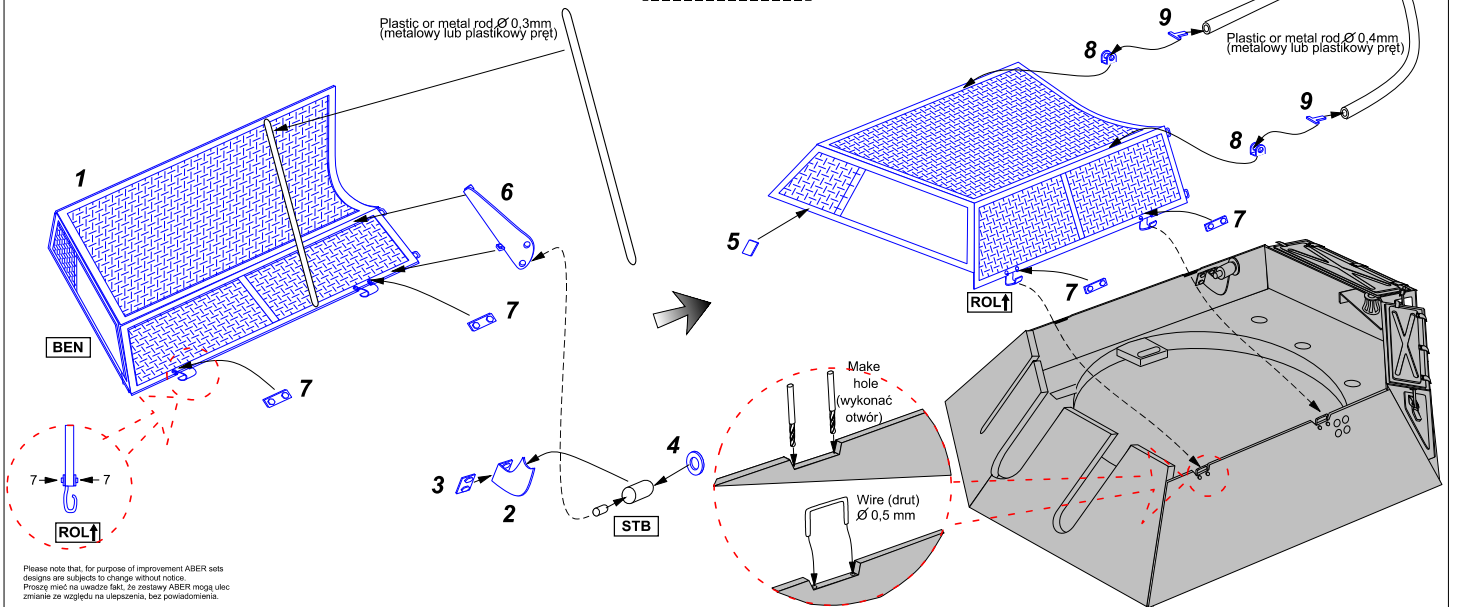 Plastic or metal rod Ø 0,3mm
(metalowy lub plastikowy pręt)
1
6
7
7
BEN
7 7
ROL↑
3
2
4
STB
Please note that, for purpose of improvement ABER sets
designs are subjects to change without notice.
Proszę mieć na uwadze fakt, że zestawy ABER mogą ulec
zmianie ze względu na ulepszenia, bez powiadomienia.
9
8
Plastic or metal rod Ø 0,4mm
(metalowy lub plastikowy pręt)
9
8
5
7
7
ROL↑
Make
hole
(wykonać
otwór)
Wire (drut)
Ø 0,5 mm